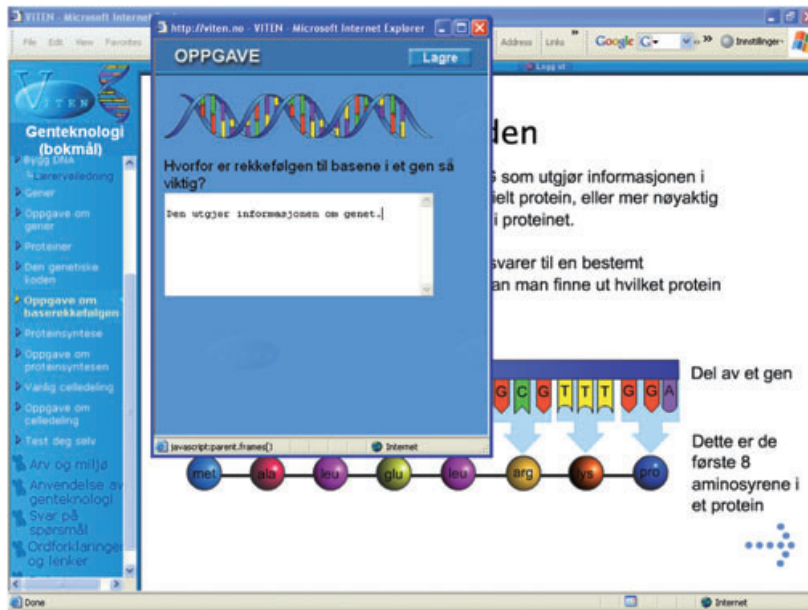 VITEN - Microsoft Interne
File Edit View Favorites
Address Links
Google G
Innstillinger
Logg ut
http://viten.no - VITEN - Microsoft Internet Explorer
OPPGAVE
Lagre
Hvorfor er rekkefølgen til basene i et gen så
viktig?
Den utgjør informasjonen om genet.
javascript:parent.frames()
Internet
VITEN
Genteknologi
(bokmål)
Bygg DNA
Lærerveiledning
Gener
Oppgave om
gener
Proteiner
Den genetiske
koden
Oppgave om
baserekkefølgen
Proteinsyntese
Oppgave om
proteinsyntesen
Vanlig celledeling
Oppgave om
celledeling
Test deg selv
Arv og miljø
Anvendelse av
genteknologi
Svar på
spørsmål
Ordforklaringer
og lenker
den
som utgjør informasjonen i
ielt protein, eller mer nøyaktig
i proteinet.
svarer til en bestemt
an man finne ut hvilket protein
G C G T T T G G A
Del av et gen
met ala leu glu leu arg lys pro
Dette er de
første 8
aminosyrene i
et protein
Done
Internet